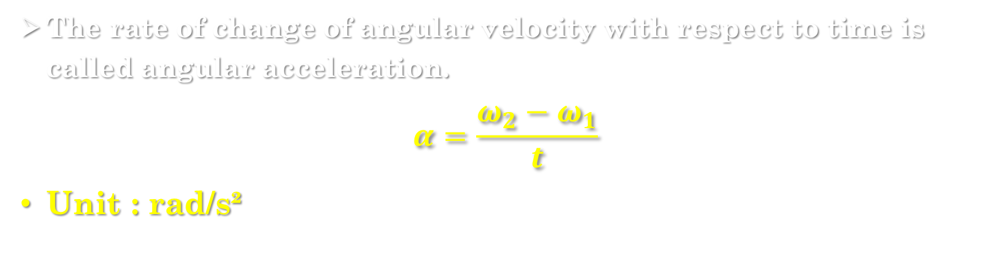 ➢ The rate of change of angular velocity with respect to time is
called angular acceleration.
α = (ω₂ − ω₁) / t
• Unit : rad/s²